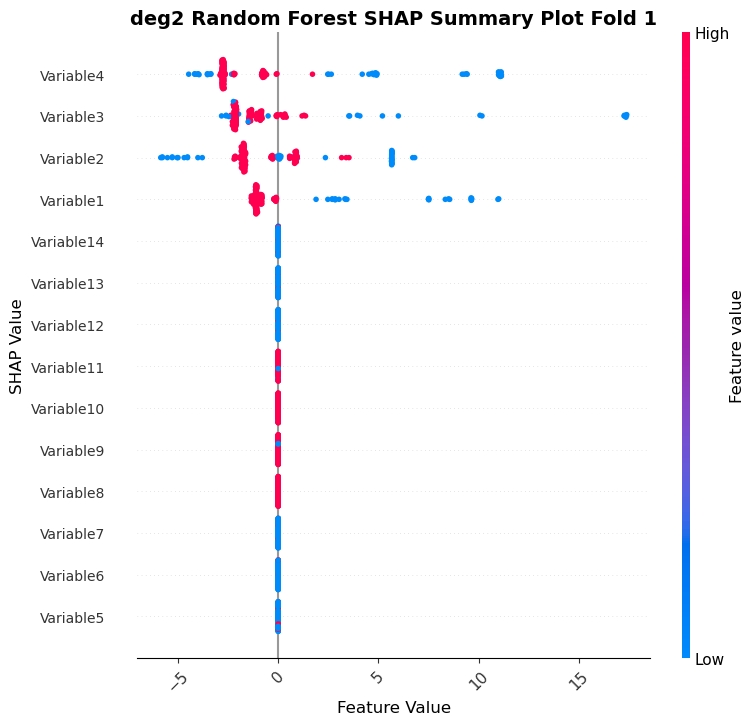 deg2 Random Forest SHAP Summary Plot Fold 1
High
Variable4
Variable3
Variable2
Variable1
Variable14
Variable13
Variable12
Variable11
Variable10
Variable9
Variable8
Variable7
Variable6
Variable5
SHAP Value
Feature value
Low
−5
0
5
10
15
Feature Value